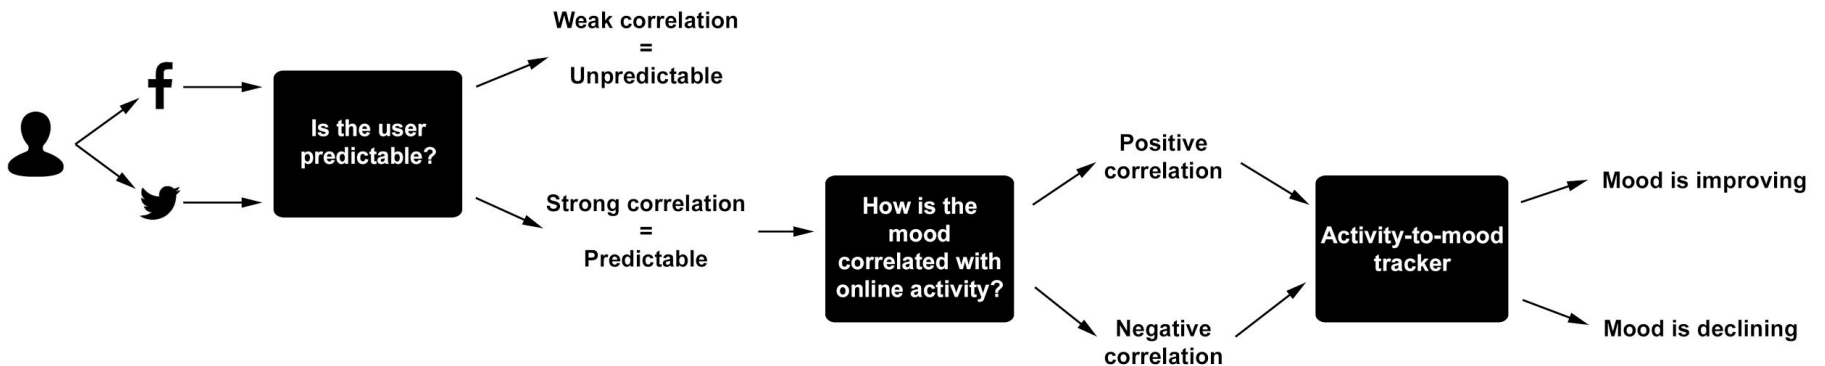 Is the user
predictable?
Weak correlation
=
Unpredictable
Strong correlation
=
Predictable
How is the
mood
correlated with
online activity?
Positive
correlation
Negative
correlation
Activity-to-mood
tracker
Mood is improving
Mood is declining